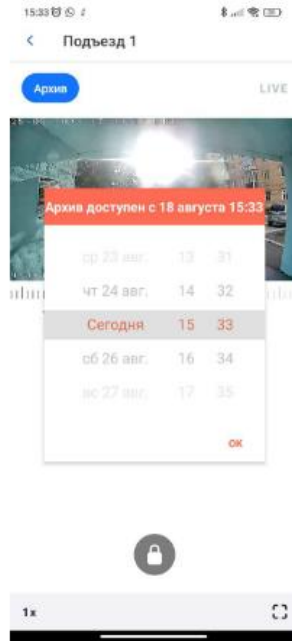 15:33
Подъезд 1
Архив
LIVE
Архив доступен с 18 августа 15:33
ср 23 авг. 13 31
чт 24 авг. 14 32
Сегодня 15 33
сб 26 авг. 16 34
вс 27 авг. 17 35
ОК
1x